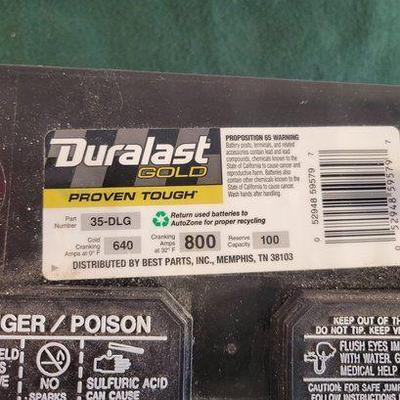 Duralast
GOLD
PROVEN TOUGH
PROPOSITION 65 WARNING
Battery posts, terminals, and related
accessories contain lead and lead
compounds, chemicals known to the
State of California to cause cancer and
reproductive harm. Batteries also
contain other chemicals known to the
State of California to cause cancer.
Wash hands after handling.
Part Number 35-DLG
Return used batteries to
AutoZone for proper recycling
Cold Cranking Amps at 0° F 640
Cranking Amps at 32° F 800
Reserve Capacity 100
DISTRIBUTED BY BEST PARTS, INC., MEMPHIS, TN 38103
0 52948 59579 7
0 52948 59579 7
NGER / POISON
NO
SPARKS
SULFURIC ACID
CAN CAUSE
KEEP OUT OF
DO NOT TIP. KEEP
FLUSH EYES IM
WITH WATER. G
MEDICAL HELP
CAUTION: FOR SAFE JUM